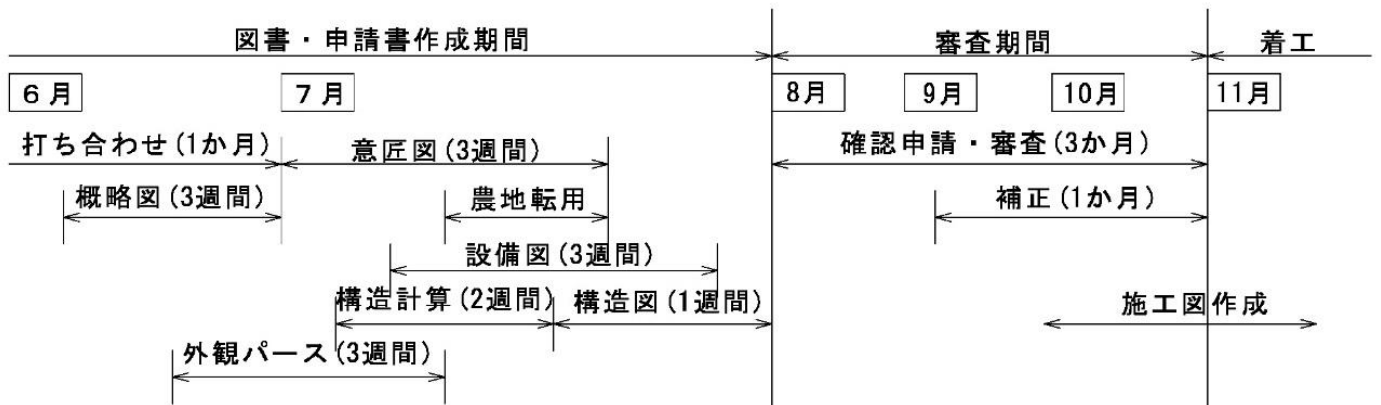 図書・申請書作成期間 審査期間 着工
６月 ７月 8月 9月 10月 11月
打ち合わせ(1か月) 意匠図(3週間) 確認申請・審査(3か月)
概略図(3週間) 農地転用 補正(1か月)
設備図(3週間)
構造計算(2週間) 構造図(1週間) 施工図作成
外観パース(3週間)